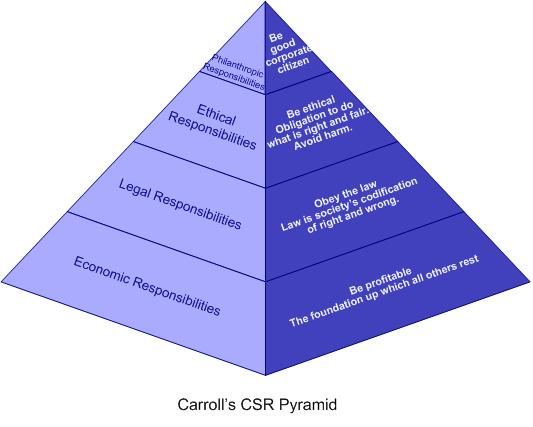 Philanthropic
Responsibilities
Be
good
corporate
citizen
Ethical
Responsibilities
Be ethical
Obligation to do
what is right and fair.
Avoid harm.
Legal Responsibilities
Obey the law
Law is society's codification
of right and wrong.
Economic Responsibilities
Be profitable
The foundation up which all others rest
Carroll's CSR Pyramid